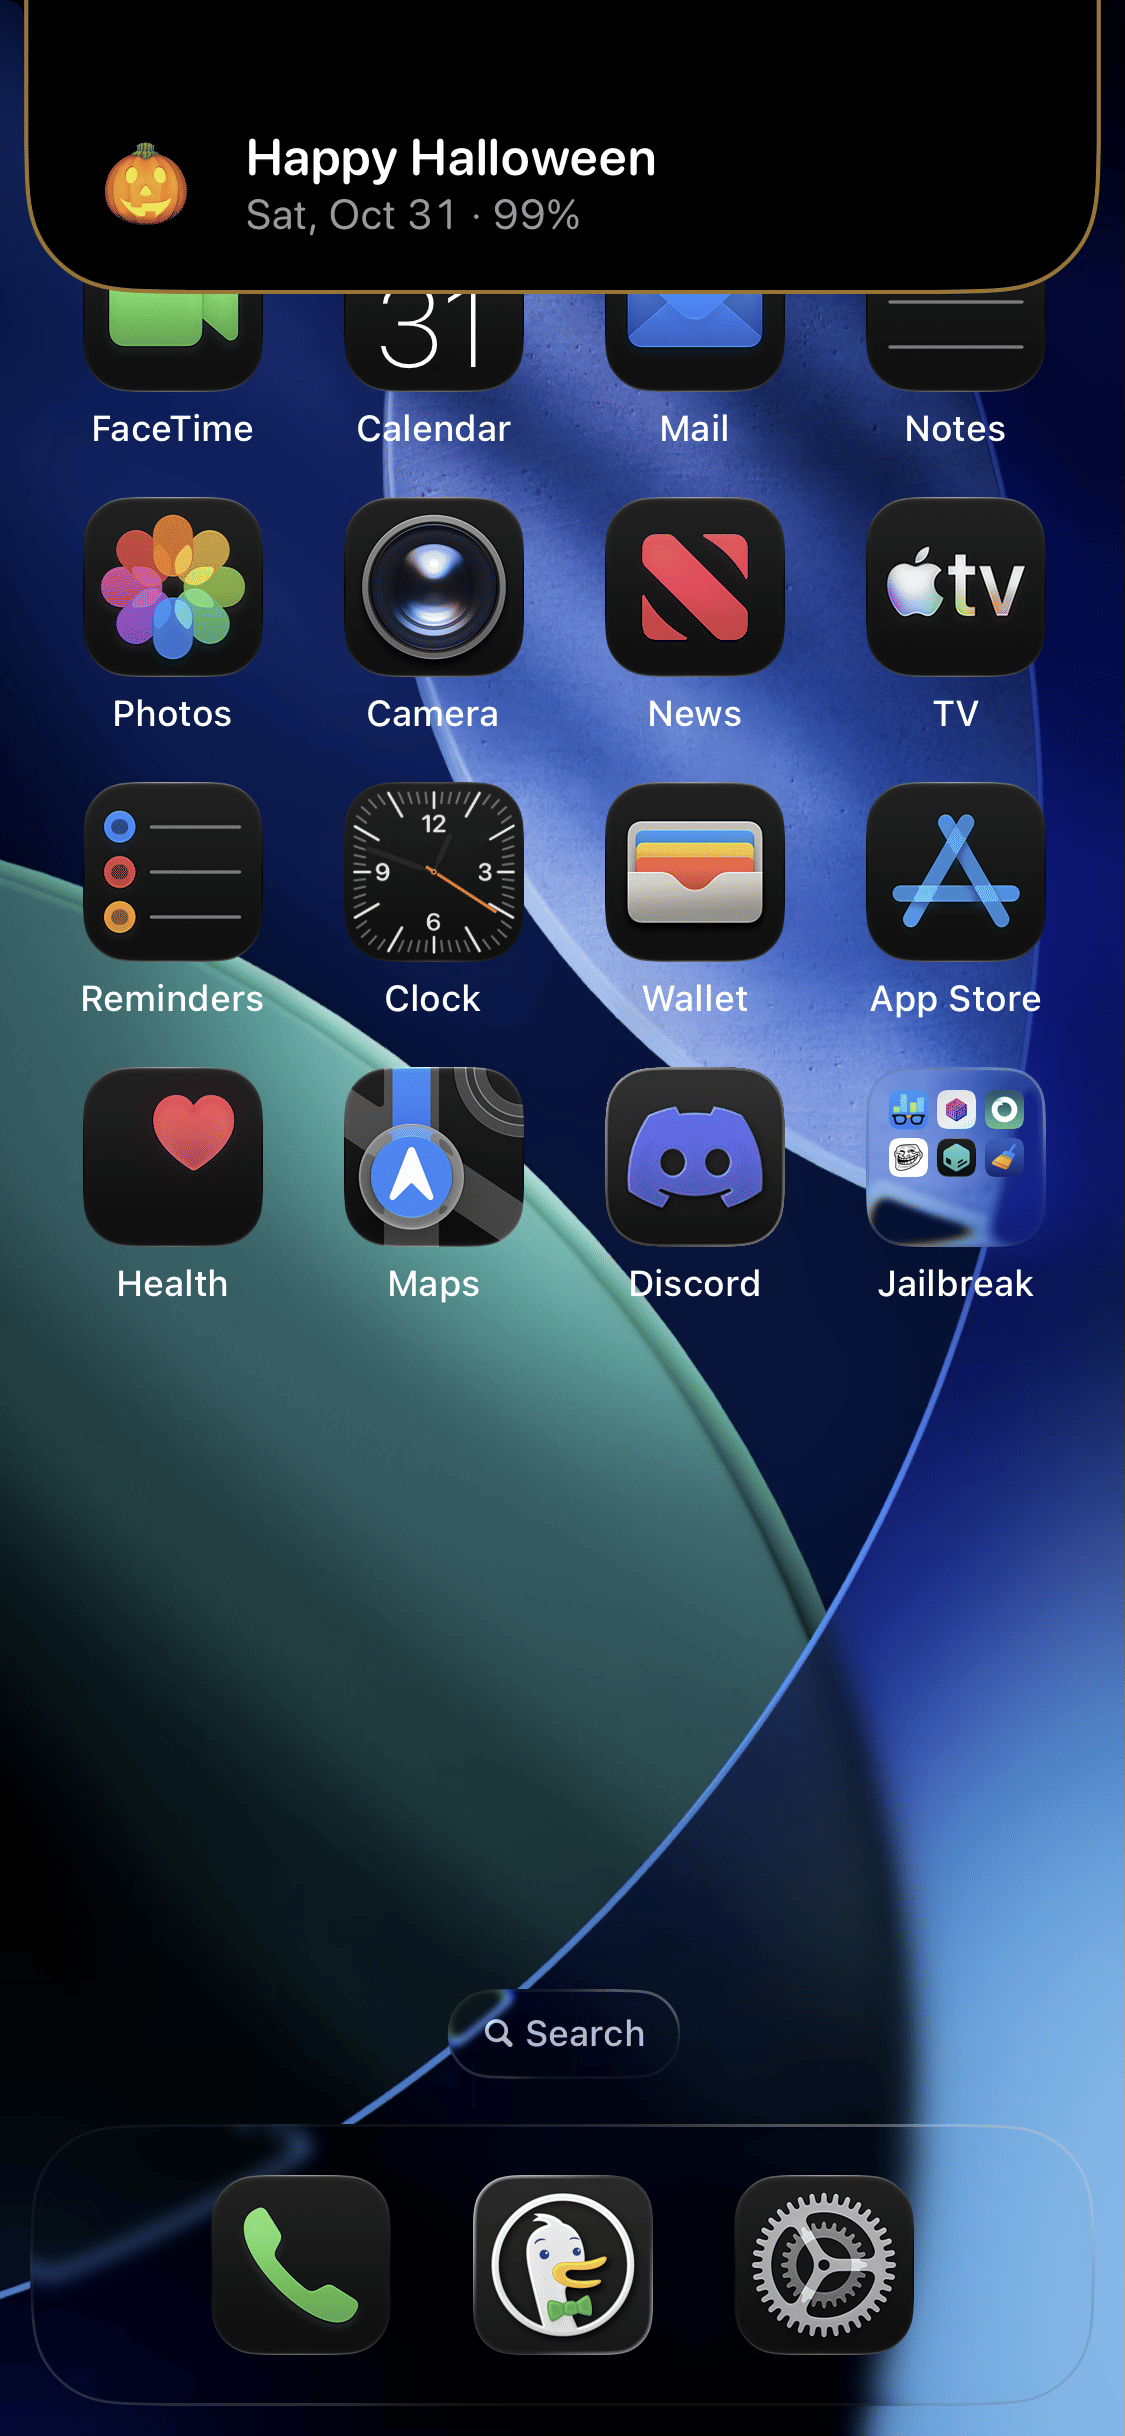 Happy Halloween
Sat, Oct 31 · 99%
31
FaceTime Calendar Mail Notes
tv
Photos Camera News TV
12
9 3
6
Reminders Clock Wallet App Store
Health Maps Discord Jailbreak
Search